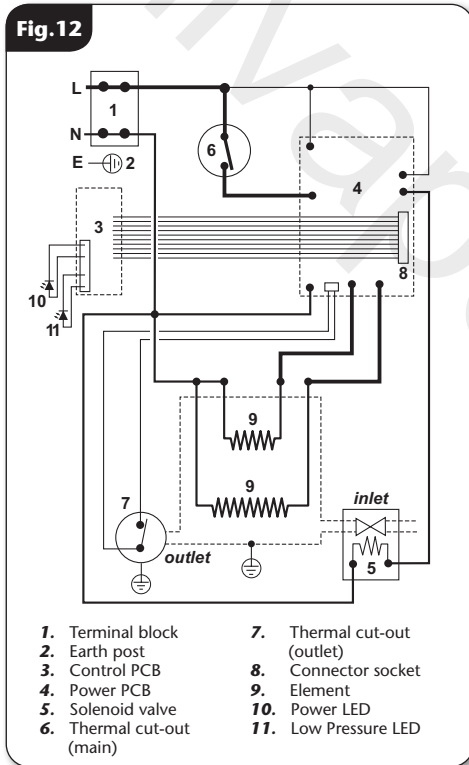 Fig.12
L
1
N
6
E
2
4
3
8
10
11
9
9
7
inlet
outlet
5
1. Terminal block
2. Earth post
3. Control PCB
4. Power PCB
5. Solenoid valve
6. Thermal cut-out
(main)
7. Thermal cut-out
(outlet)
8. Connector socket
9. Element
10. Power LED
11. Low Pressure LED